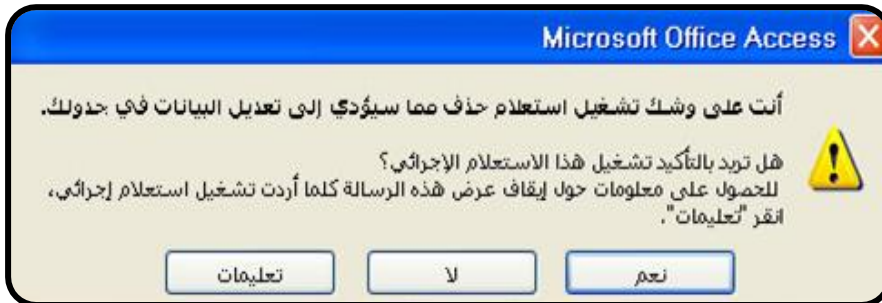 Microsoft Office Access
أنت على وشك تشغيل استعلام حذف مما سيؤدي إلى تعديل البيانات في جدولك.
هل تريد بالتأكيد تشغيل هذا الاستعلام الإجرائي؟
للحصول على معلومات حول إيقاف عرض هذه الرسالة كلما أردت تشغيل استعلام إجرائي،
انقر "تعليمات".
نعم
لا
تعليمات